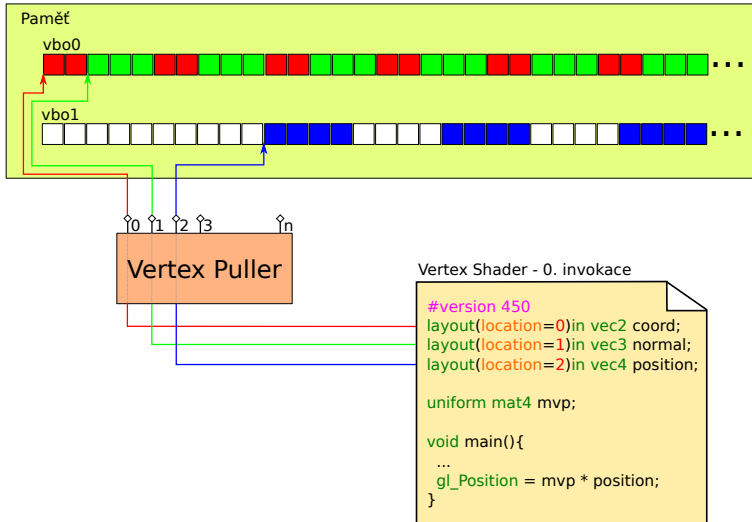 Paměť
vbo0
...
vbo1
...
0 1 2 3 n
Vertex Puller
Vertex Shader - 0. invokace
#version 450
layout(location=0)in vec2 coord;
layout(location=1)in vec3 normal;
layout(location=2)in vec4 position;
uniform mat4 mvp;
void main(){
...
gl_Position = mvp * position;
}